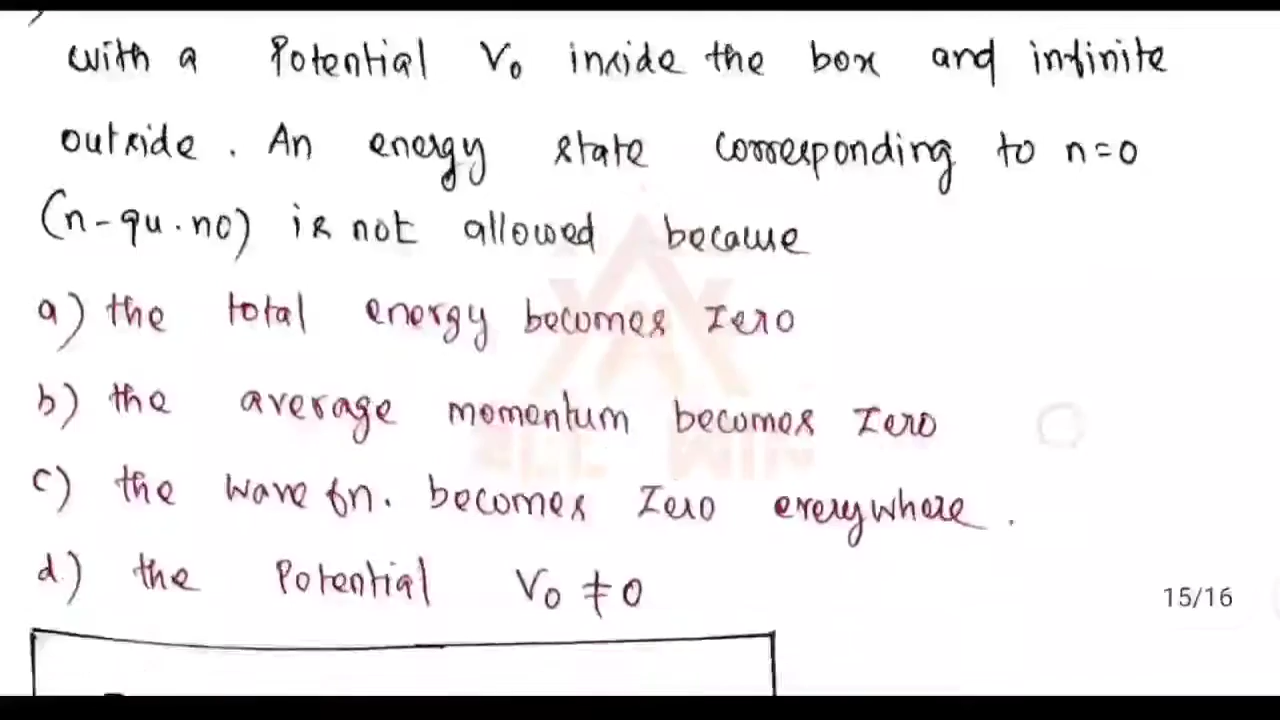 with a Potential V₀ inside the box and infinite
outside. An energy state corresponding to n=0
(n-qu.no) is not allowed because
a) the total energy becomes zero
b) the average momentum becomes zero
c) the wave fn. becomes zero everywhere.
d) the Potential V₀ ≠ 0
15/16